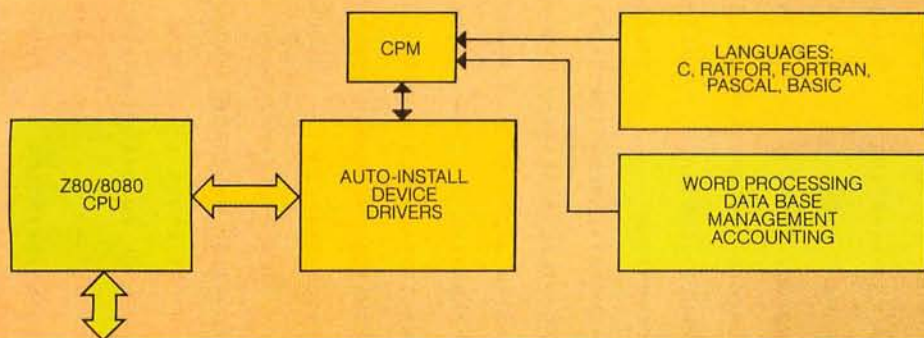 CPM
LANGUAGES:
C, RATFOR, FORTRAN,
PASCAL, BASIC
Z80/8080
CPU
AUTO-INSTALL
DEVICE
DRIVERS
WORD PROCESSING
DATA BASE
MANAGEMENT
ACCOUNTING